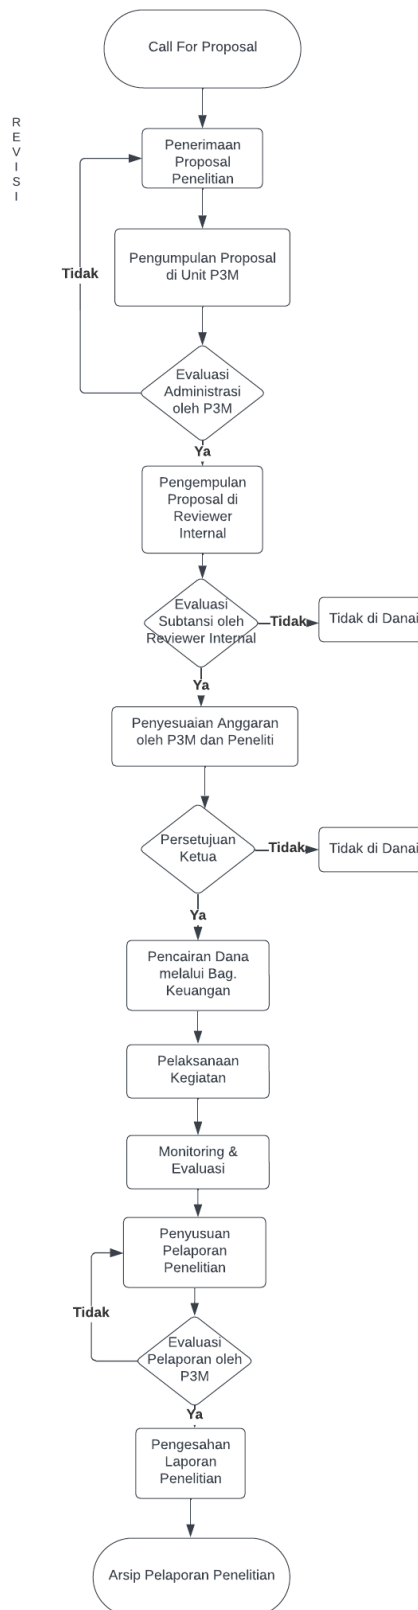 Call For Proposal
R
E
V
I
S
I
Penerimaan
Proposal
Penelitian
Tidak
Pengumpulan Proposal
di Unit P3M
Evaluasi
Administrasi
oleh P3M
Ya
Pengempulan
Proposal di
Reviewer
Internal
Evaluasi
Subtansi oleh
Reviewer Internal
Tidak
Tidak di Danai
Ya
Penyesuaian Anggaran
oleh P3M dan Peneliti
Persetujuan
Ketua
Tidak
Tidak di Danai
Ya
Pencairan Dana
melalui Bag.
Keuangan
Pelaksanaan
Kegiatan
Monitoring &
Evaluasi
Penyusuan
Pelaporan
Penelitian
Tidak
Evaluasi
Pelaporan oleh
P3M
Ya
Pengesahan
Laporan
Penelitian
Arsip Pelaporan Penelitian